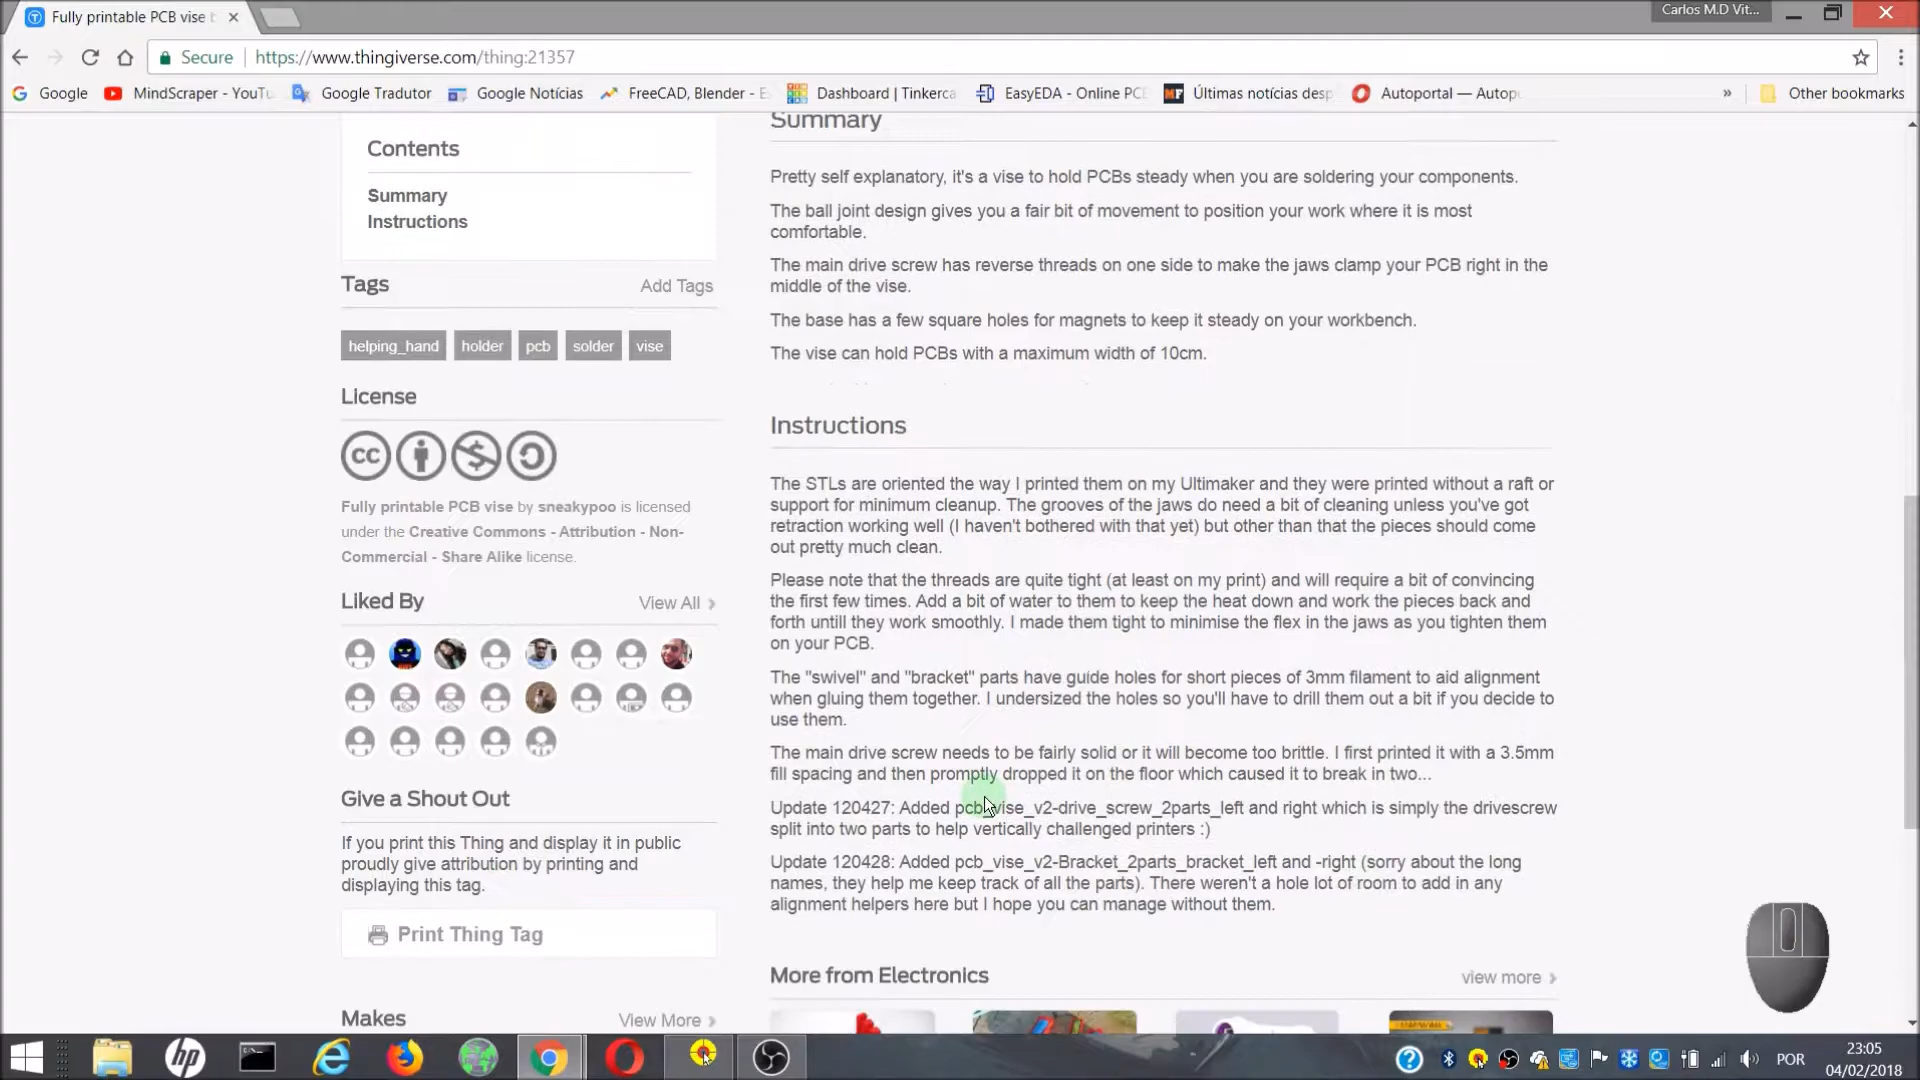 Fully printable PCB vise b
Carlos M.D Vit...
Secure
https://www.thingiverse.com/thing:21357
Google
MindScraper - YouTu
Google Tradutor
Google Notícias
FreeCAD, Blender - E
Dashboard | Tinkerca
EasyEDA - Online PC
Últimas notícias desp
Autoportal — Autop
»
Other bookmarks
Contents
Summary
Instructions
Tags
Add Tags
helping_hand
holder
pcb
solder
vise
License
cc
Fully printable PCB vise by sneakypoo is licensed
under the Creative Commons - Attribution - Non-
Commercial - Share Alike license.
Liked By
View All
Give a Shout Out
If you print this Thing and display it in public
proudly give attribution by printing and
displaying this tag.
Print Thing Tag
Makes
View More
Summary
Pretty self explanatory, it's a vise to hold PCBs steady when you are soldering your components.
The ball joint design gives you a fair bit of movement to position your work where it is most
comfortable.
The main drive screw has reverse threads on one side to make the jaws clamp your PCB right in the
middle of the vise.
The base has a few square holes for magnets to keep it steady on your workbench.
The vise can hold PCBs with a maximum width of 10cm.
Instructions
The STLs are oriented the way I printed them on my Ultimaker and they were printed without a raft or
support for minimum cleanup. The grooves of the jaws do need a bit of cleaning unless you've got
retraction working well (I haven't bothered with that yet) but other than that the pieces should come
out pretty much clean.
Please note that the threads are quite tight (at least on my print) and will require a bit of convincing
the first few times. Add a bit of water to them to keep the heat down and work the pieces back and
forth untill they work smoothly. I made them tight to minimise the flex in the jaws as you tighten them
on your PCB.
The "swivel" and "bracket" parts have guide holes for short pieces of 3mm filament to aid alignment
when gluing them together. I undersized the holes so you'll have to drill them out a bit if you decide to
use them.
The main drive screw needs to be fairly solid or it will become too brittle. I first printed it with a 3.5mm
fill spacing and then promptly dropped it on the floor which caused it to break in two...
Update 120427: Added pcb_vise_v2-drive_screw_2parts_left and right which is simply the drivescrew
split into two parts to help vertically challenged printers :)
Update 120428: Added pcb_vise_v2-Bracket_2parts_bracket_left and -right (sorry about the long
names, they help me keep track of all the parts). There weren't a hole lot of room to add in any
alignment helpers here but I hope you can manage without them.
More from Electronics
view more
hp
POR
23:05
04/02/2018